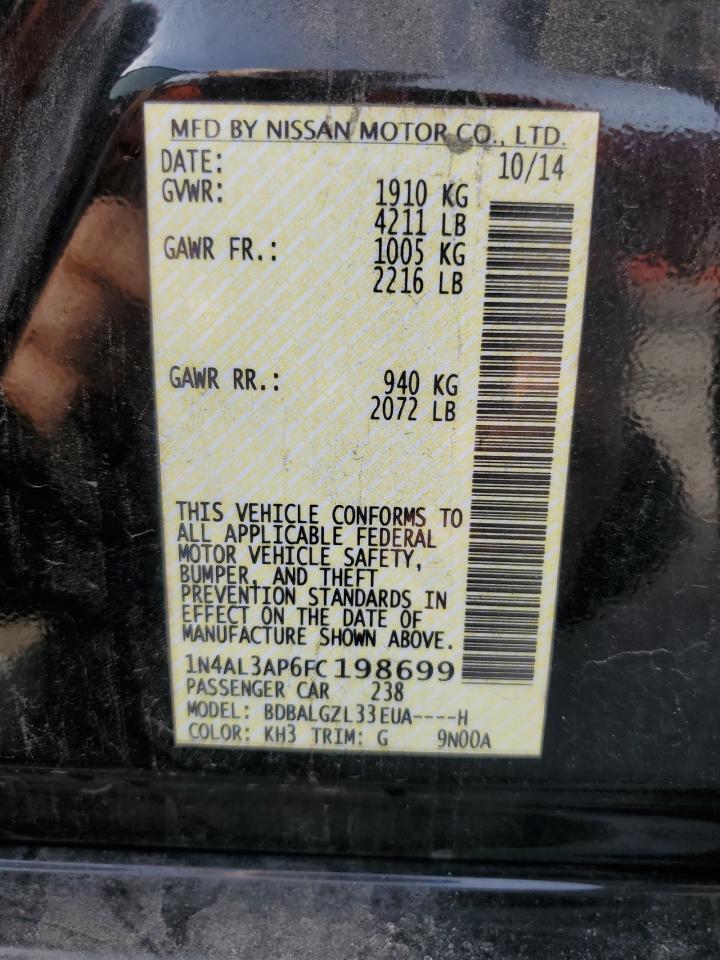 MFD BY NISSAN MOTOR CO., LTD.
DATE: 10/14
GVWR: 1910 KG
4211 LB
GAWR FR.: 1005 KG
2216 LB
GAWR RR.: 940 KG
2072 LB
THIS VEHICLE CONFORMS TO
ALL APPLICABLE FEDERAL
MOTOR VEHICLE SAFETY,
BUMPER, AND THEFT
PREVENTION STANDARDS IN
EFFECT ON THE DATE OF
MANUFACTURE SHOWN ABOVE.
1N4AL3AP6FC198699
PASSENGER CAR 238
MODEL: BDBALGZL33EUA----H
COLOR: KH3 TRIM: G 9N00A